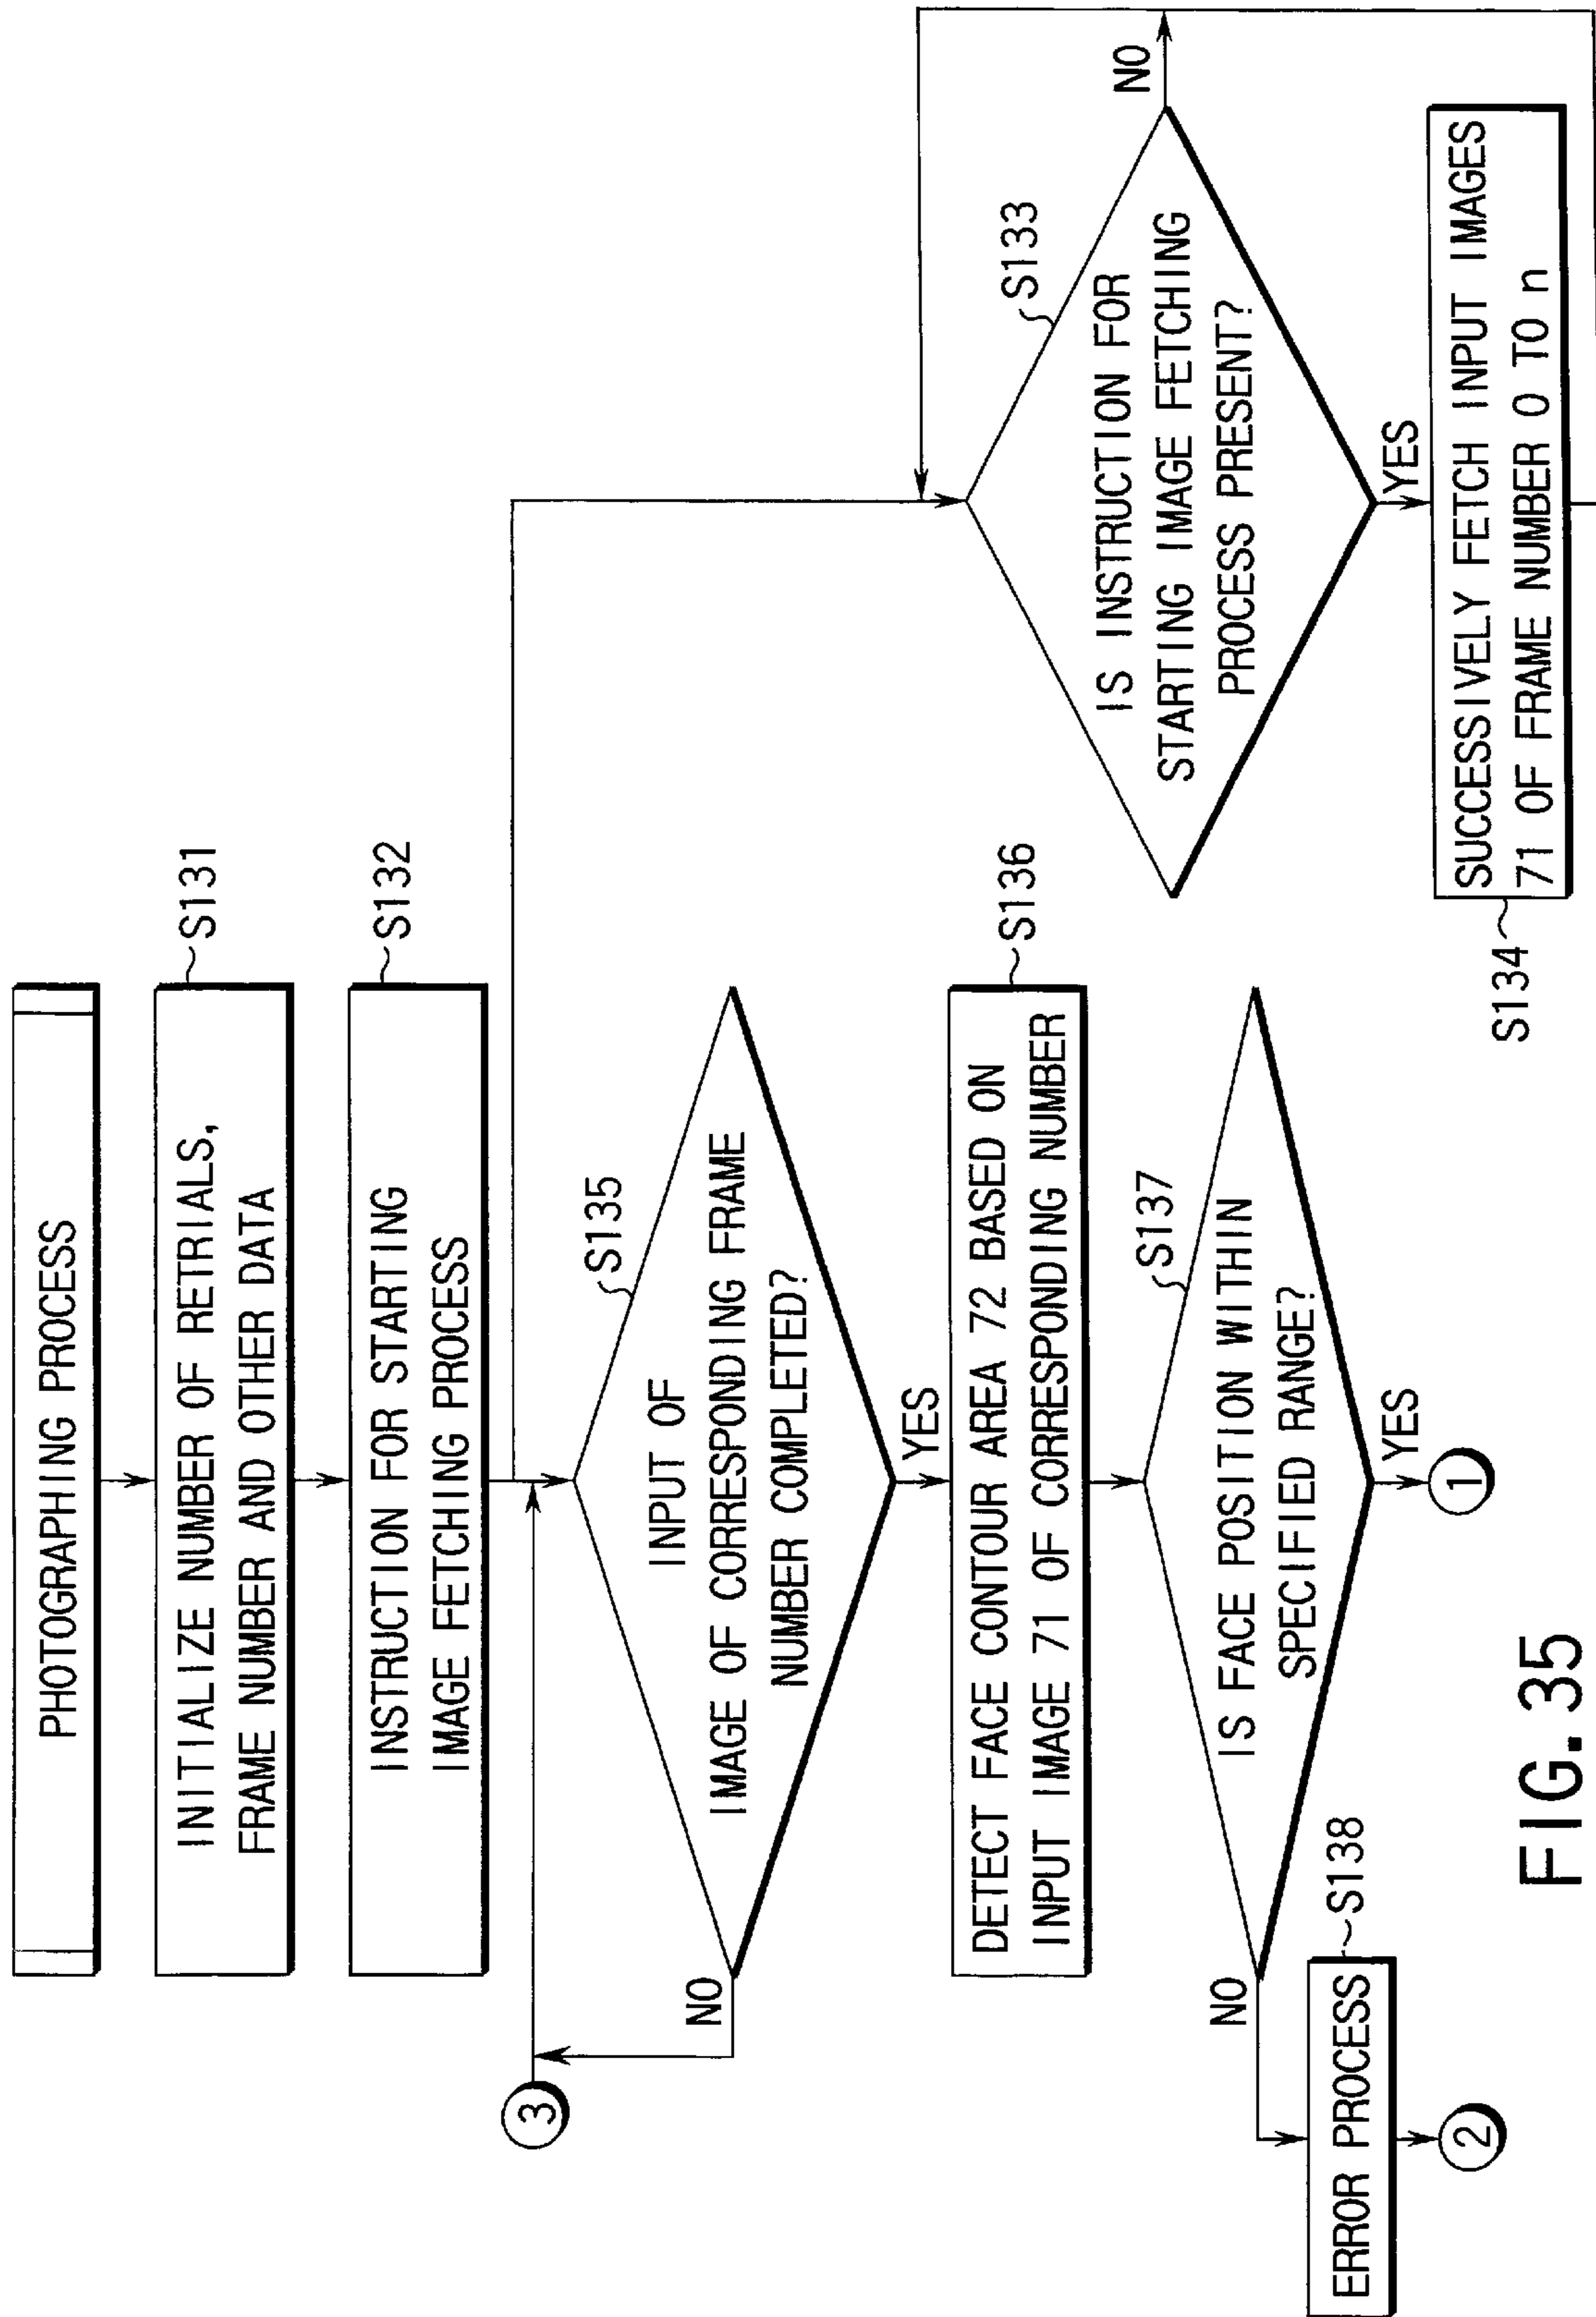 PHOTOGRAPHING PROCESS
INITIALIZE NUMBER OF RETRIALS,
FRAME NUMBER AND OTHER DATA
S131
INSTRUCTION FOR STARTING
IMAGE FETCHING PROCESS
S132
3
INPUT OF
IMAGE OF CORRESPONDING FRAME
NUMBER COMPLETED?
S135
NO
YES
DETECT FACE CONTOUR AREA 72 BASED ON
INPUT IMAGE 71 OF CORRESPONDING NUMBER
S136
IS FACE POSITION WITHIN
SPECIFIED RANGE?
S137
NO
YES
ERROR PROCESS
S138
2
1
IS INSTRUCTION FOR
STARTING IMAGE FETCHING
PROCESS PRESENT?
S133
NO
YES
SUCCESSIVELY FETCH INPUT IMAGES
71 OF FRAME NUMBER 0 TO n
S134
FIG. 35